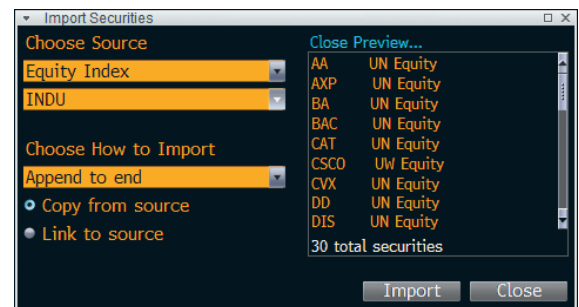 Import Securities
Choose Source
Equity Index
INDU
Choose How to Import
Append to end
Copy from source
Link to source
Close Preview...
AA UN Equity
AXP UN Equity
BA UN Equity
BAC UN Equity
CAT UN Equity
CSCO UW Equity
CVX UN Equity
DD UN Equity
DIS UN Equity
30 total securities
Import Close